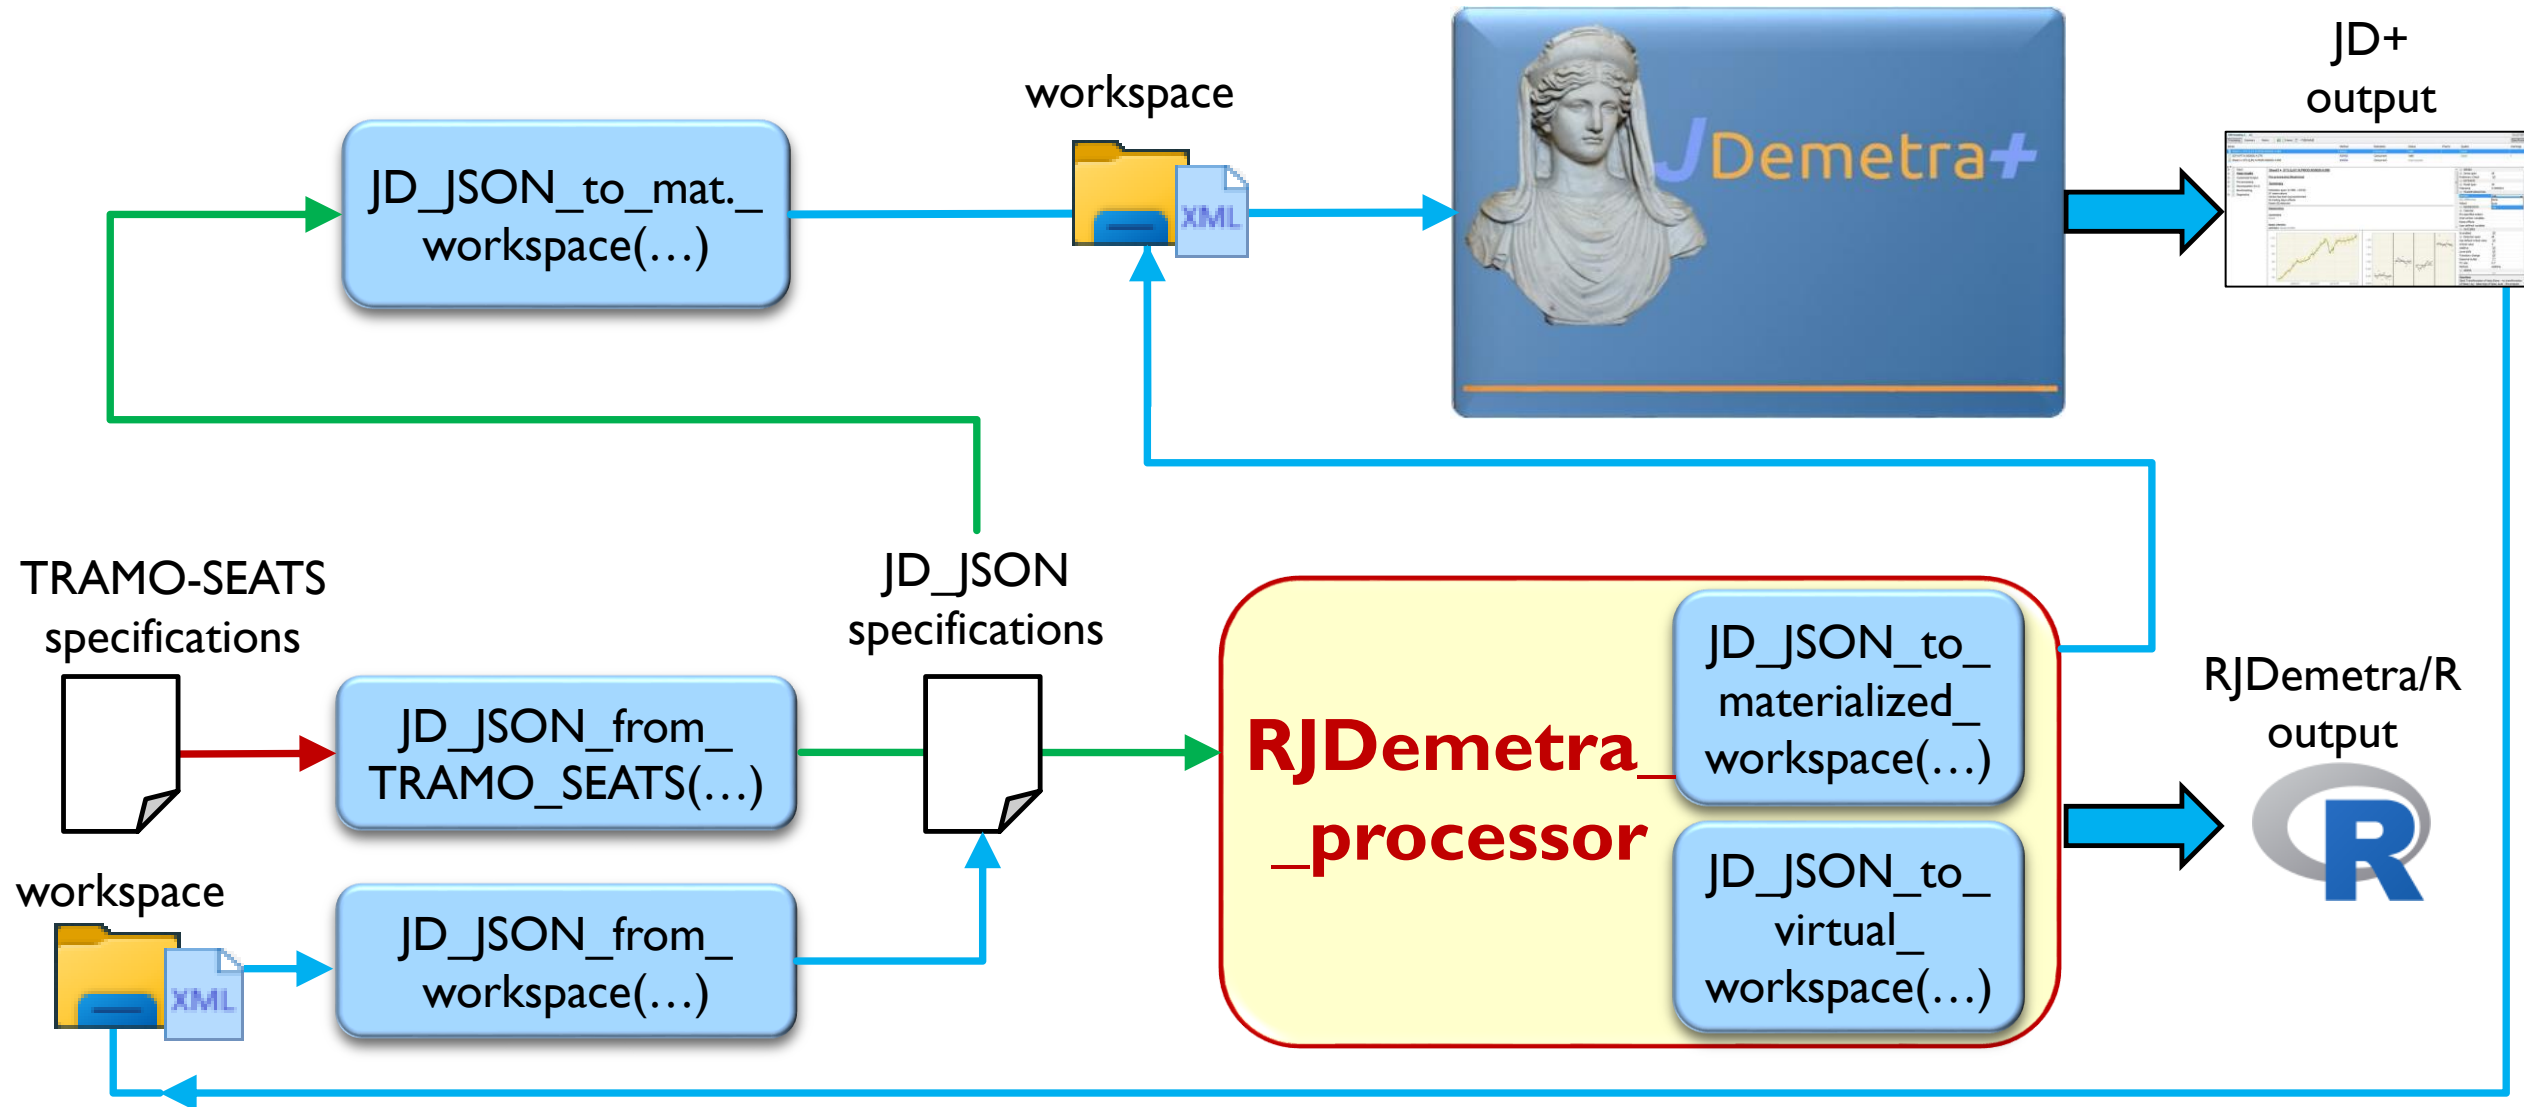 JD+
output
workspace
JD_JSON_to_mat._
workspace(...)
XML
JDemetra+
TRAMO-SEATS
specifications
JD_JSON
specifications
JD_JSON_from_
TRAMO_SEATS(...)
workspace
XML
JD_JSON_from_
workspace(...)
RJDemetra_
_processor
JD_JSON_to_
materialized_
workspace(...)
JD_JSON_to_
virtual_
workspace(...)
RJDemetra/R
output
R